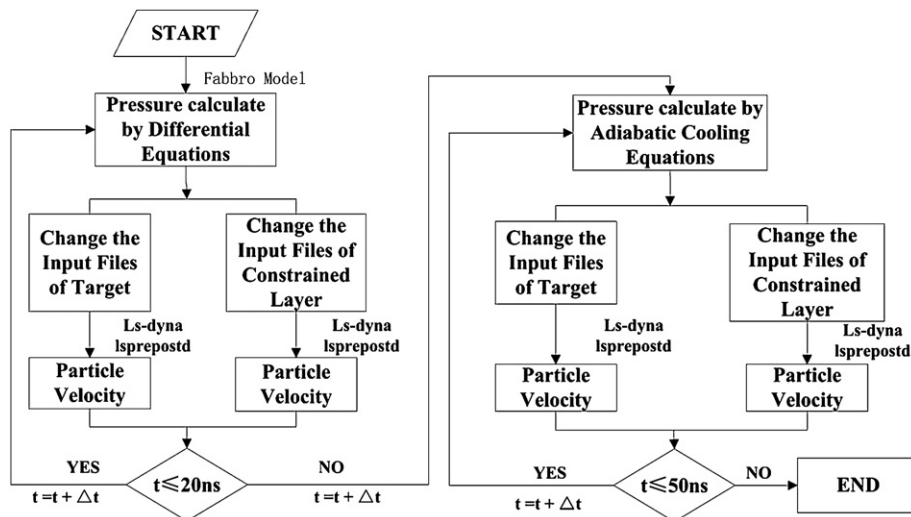 START
Fabbro Model
Pressure calculate
by Differential
Equations
Change the
Input Files
of Target
Change the
Input Files of
Constrained
Layer
Ls-dyna
lsprepostd
Ls-dyna
lsprepostd
Particle
Velocity
Particle
Velocity
YES
t≤20ns
NO
t =t + △t
t =t + △t
Pressure calculate by
Adiabatic Cooling
Equations
Change the
Input Files
of Target
Change the
Input Files of
Constrained
Layer
Ls-dyna
lsprepostd
Ls-dyna
lsprepostd
Particle
Velocity
Particle
Velocity
YES
t≤50ns
NO
END
t =t + △t